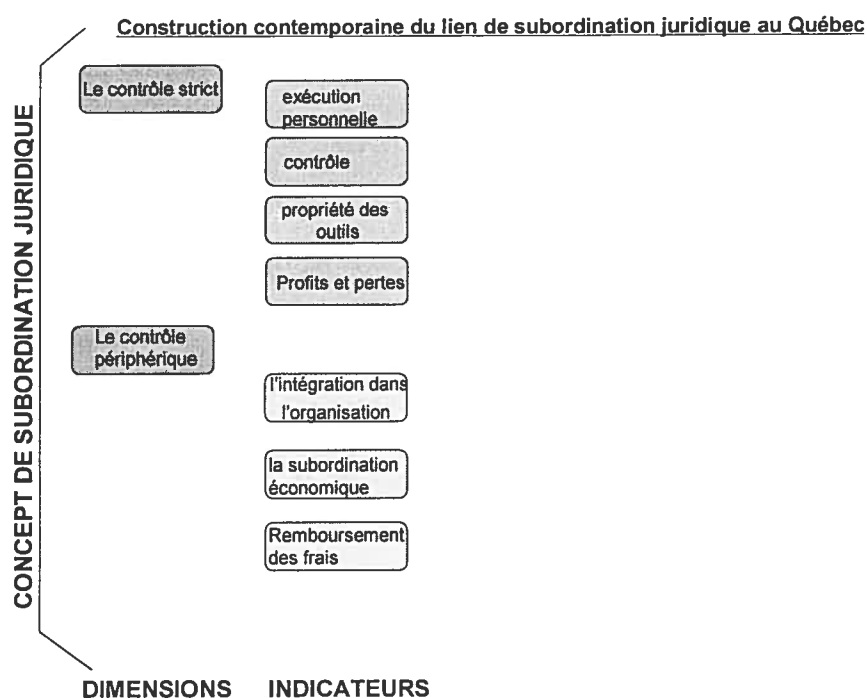 Construction contemporaine du lien de subordination juridique au Québec
CONCEPT DE SUBORDINATION JURIDIQUE
Le contrôle strict
exécution
personnelle
contrôle
propriété des
outils
Profits et pertes
Le contrôle
périphérique
l'intégration dans
l'organisation
la subordination
économique
Remboursement
des frais
DIMENSIONS
INDICATEURS